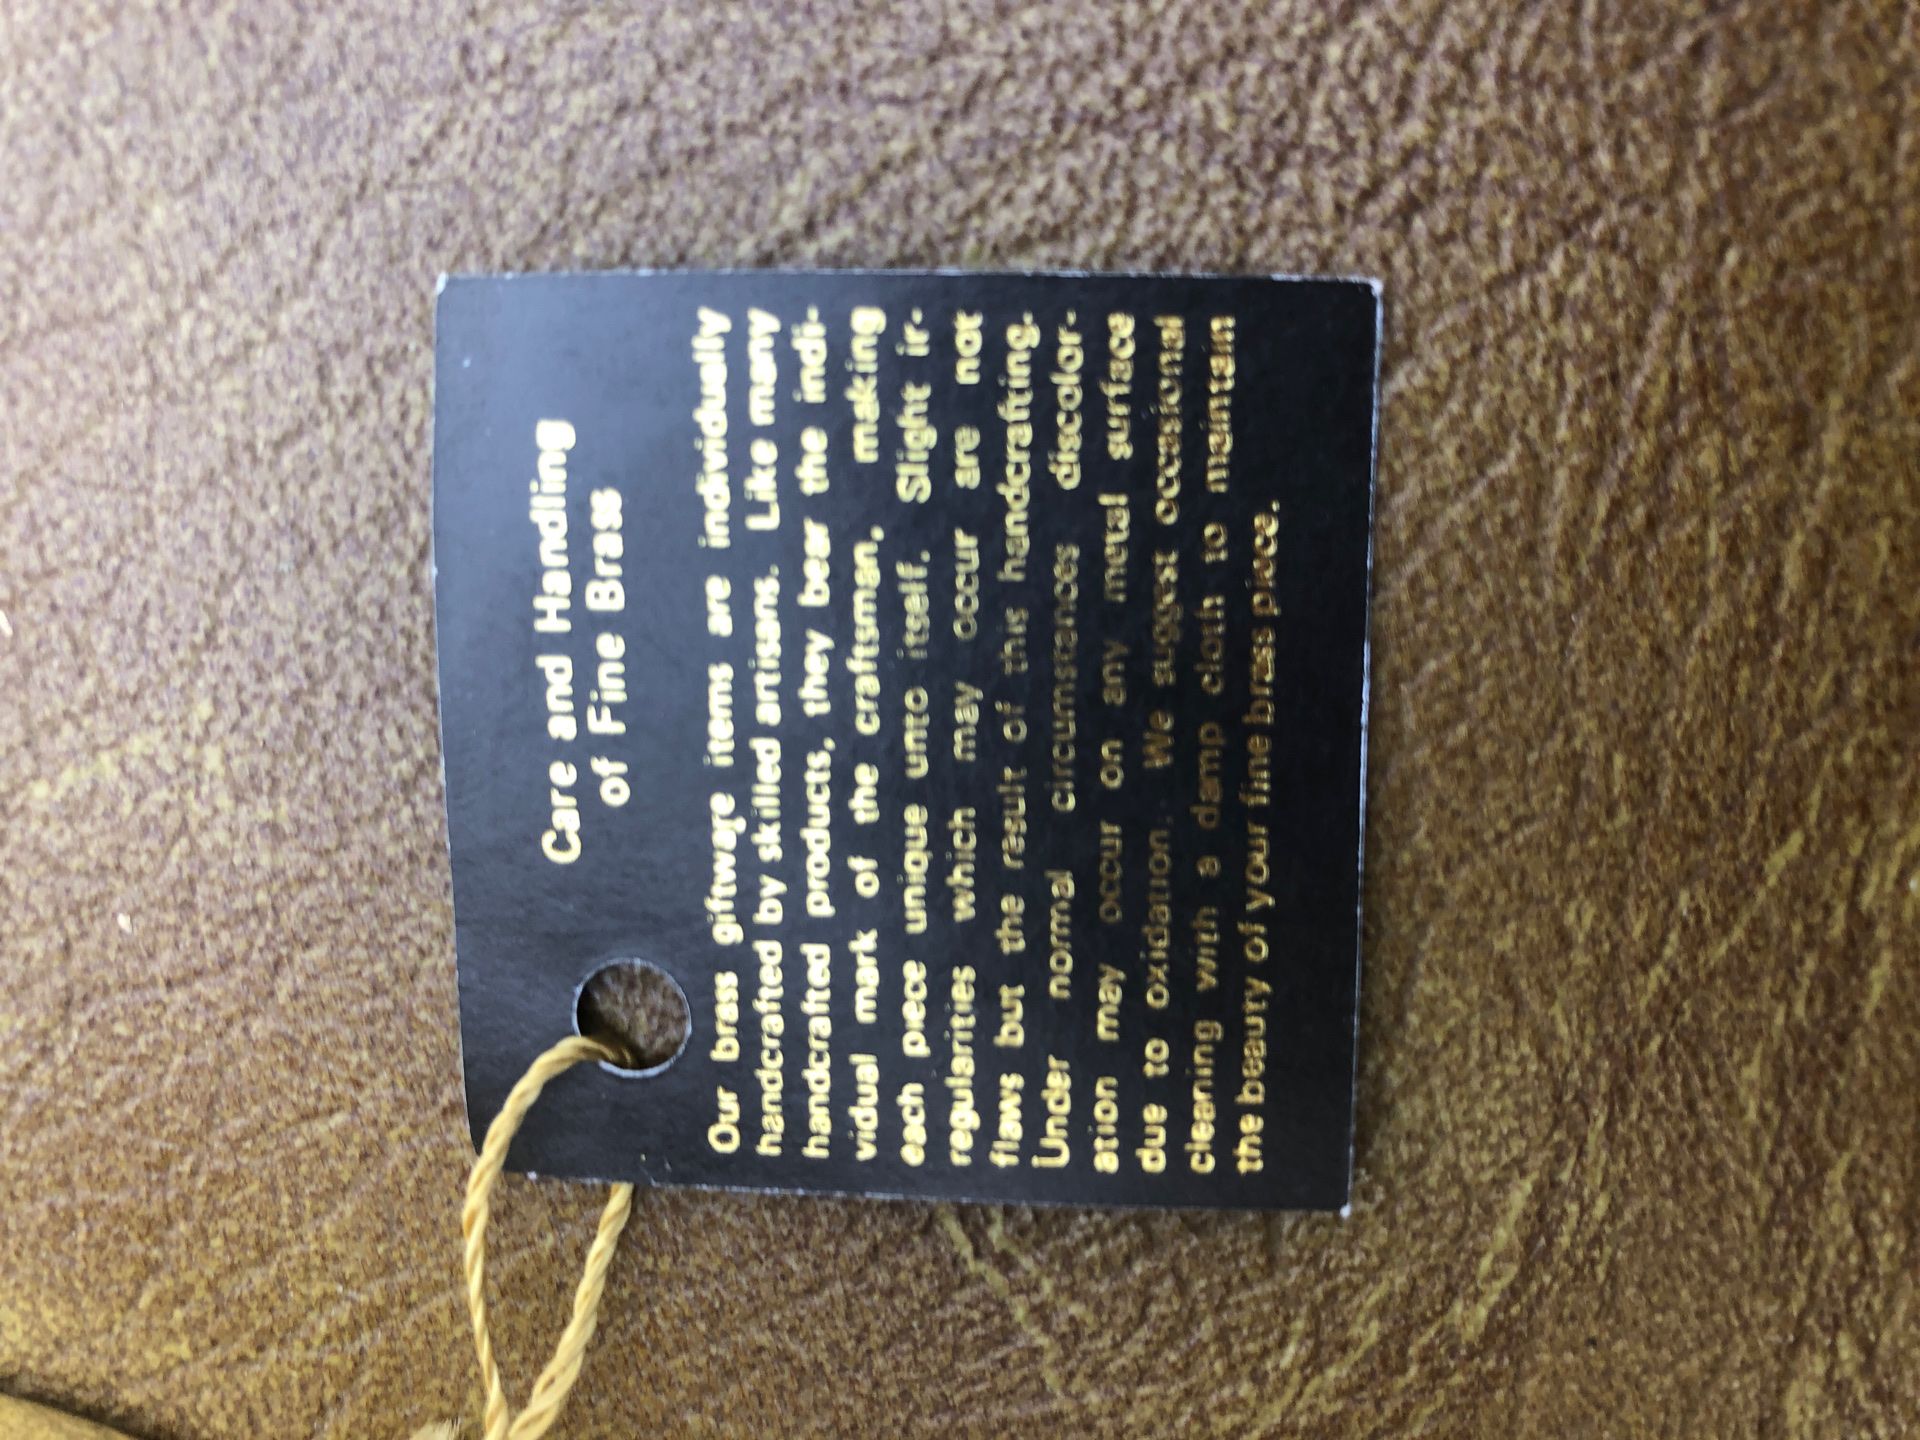 Care and Handling
of Fine Brass
Our brass giftware items are individually
handcrafted by skilled artisans. Like many
handcrafted products, they bear the indi-
vidual mark of the craftsman, making
each piece unique unto itself. Slight ir-
regularities which may occur are not
flaws but the result of this handcrafting.
Under normal circumstances discolor-
ation may occur on any metal surface
due to oxidation. We suggest occasional
cleaning with a damp cloth to maintain
the beauty of your fine brass piece.